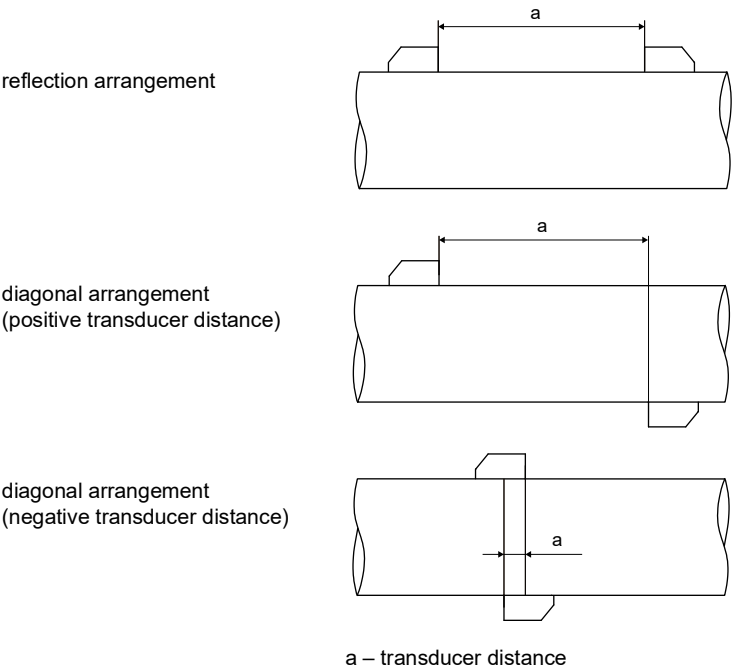 a
reflection arrangement
a
diagonal arrangement
(positive transducer distance)
diagonal arrangement
(negative transducer distance)
a
a – transducer distance